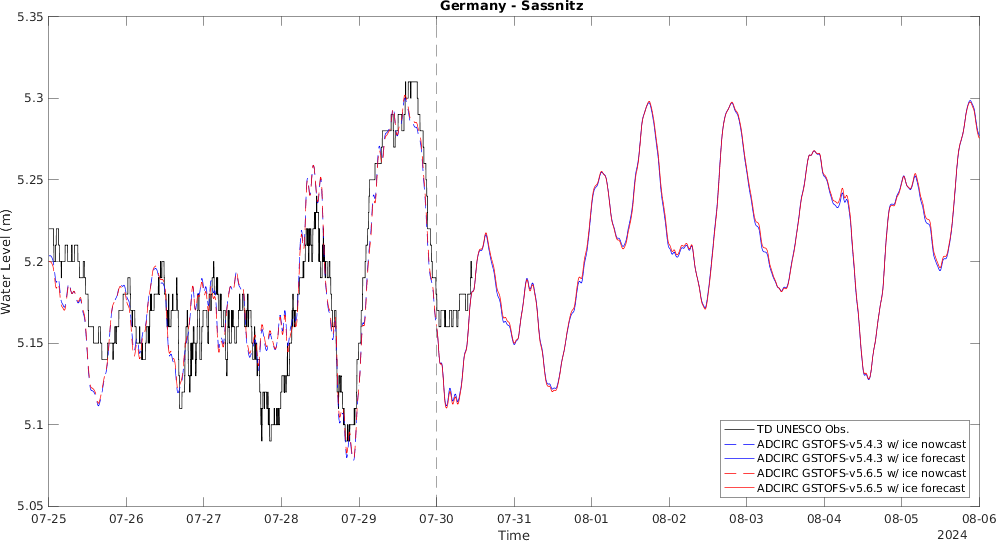 Germany - Sassnitz
5.35
5.3
5.25
5.2
5.15
5.1
5.05
Water Level (m)
TD UNESCO Obs.
ADCIRC GSTOFS-v5.4.3 w/ ice nowcast
ADCIRC GSTOFS-v5.4.3 w/ ice forecast
ADCIRC GSTOFS-v5.6.5 w/ ice nowcast
ADCIRC GSTOFS-v5.6.5 w/ ice forecast
07-25 07-26 07-27 07-28 07-29 07-30 07-31 08-01 08-02 08-03 08-04 08-05 08-06
Time
2024